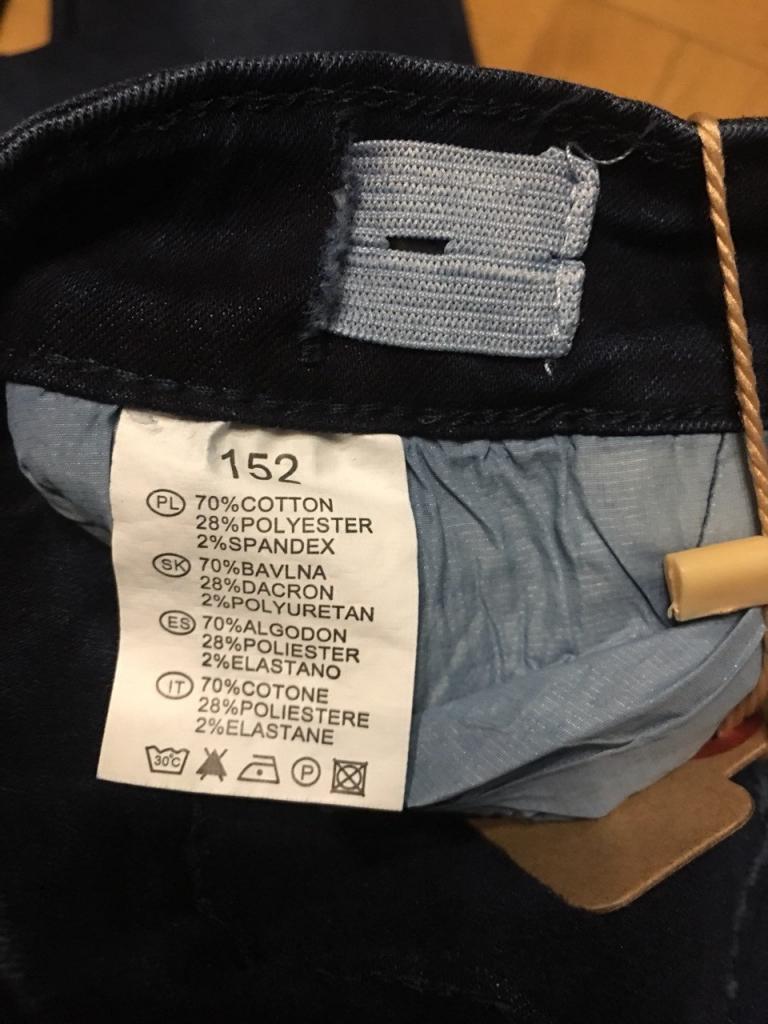 152
PL 70%COTTON
28%POLYESTER
2%SPANDEX
SK 70%BAVLNA
28%DACRON
2%POLYURETAN
ES 70%ALGODON
28%POLIESTER
2%ELASTANO
IT 70%COTONE
28%POLIESTERE
2%ELASTANE
30°C P